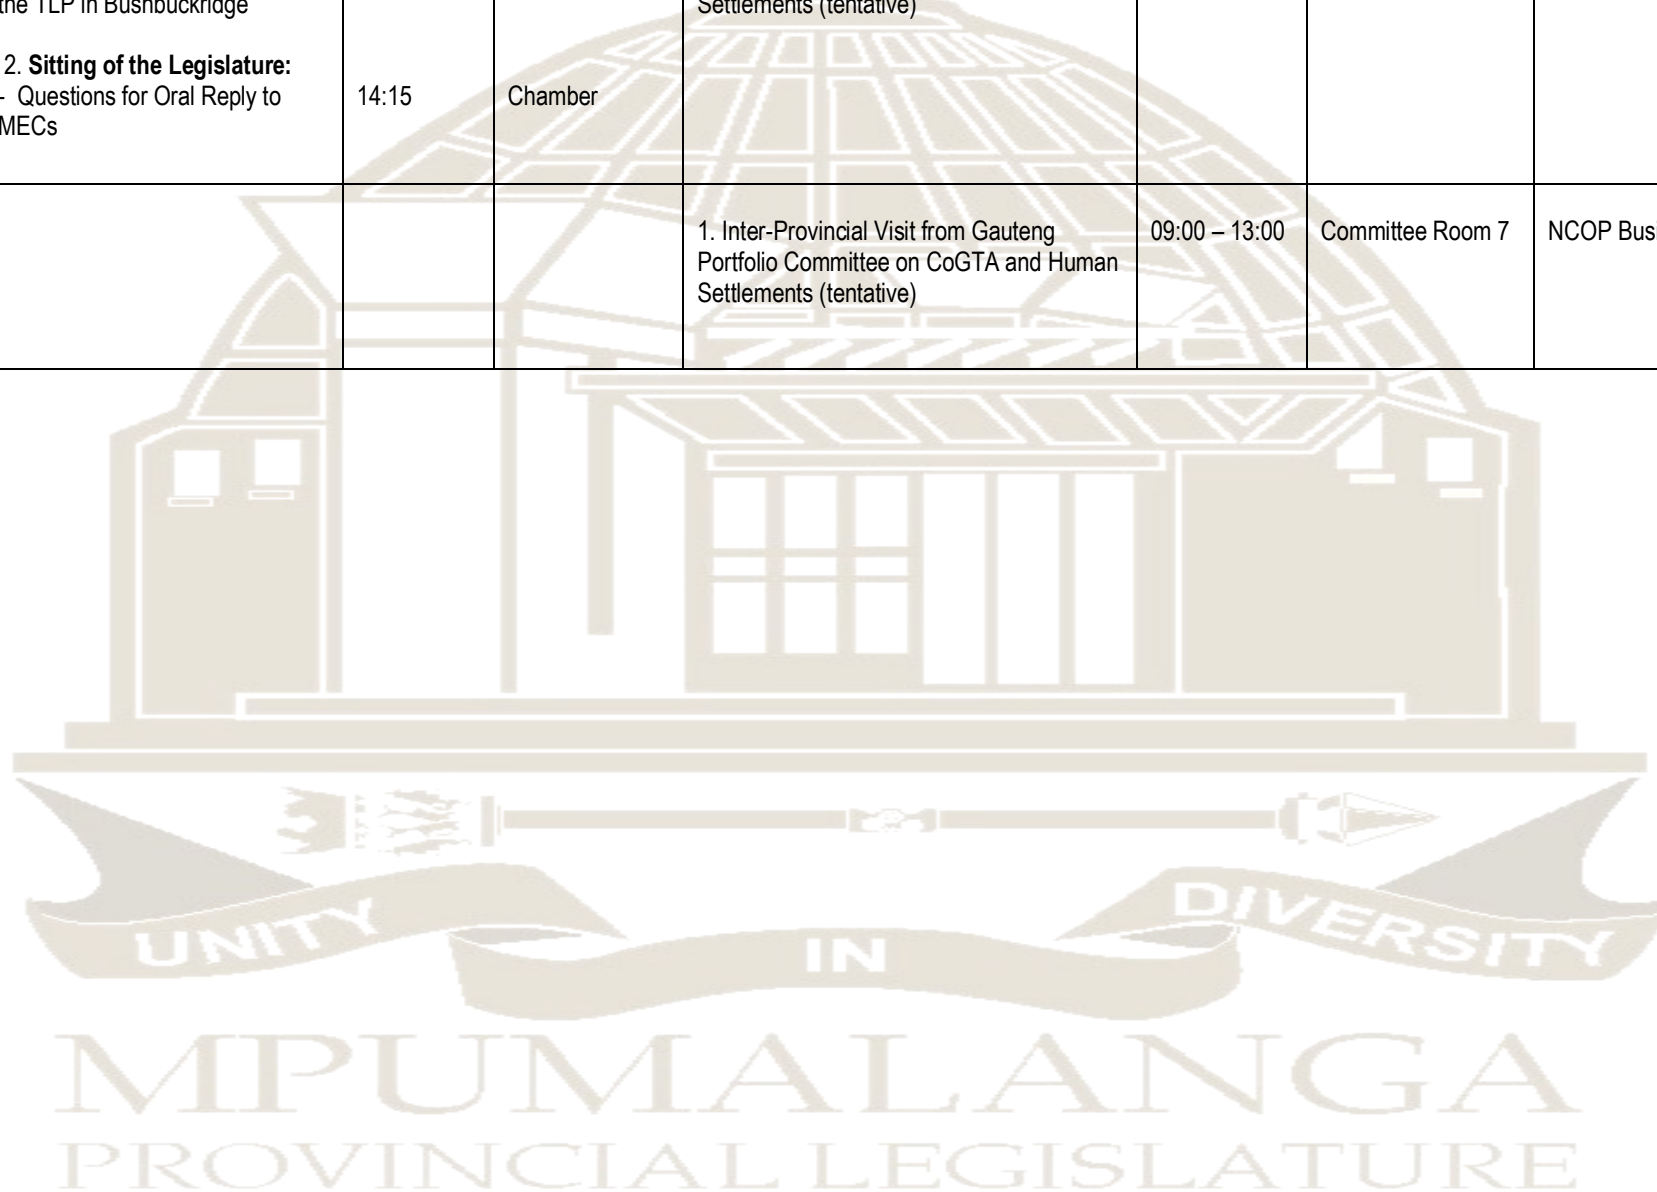 the TLP in Bushbuckridge
Settlements (tentative)
2. Sitting of the Legislature:
- Questions for Oral Reply to
MECs
14:15
Chamber
1. Inter-Provincial Visit from Gauteng
Portfolio Committee on CoGTA and Human
Settlements (tentative)
09:00 – 13:00
Committee Room 7
NCOP Busi
UNITY
IN
DIVERSITY
MPUMALANGA
PROVINCIAL LEGISLATURE